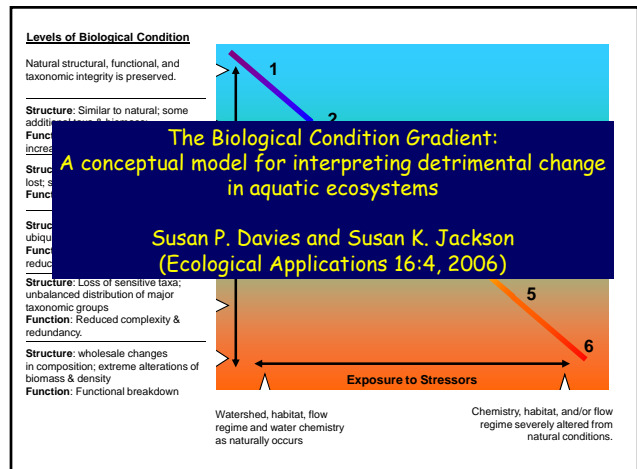 Levels of Biological Condition
Natural structural, functional, and
taxonomic integrity is preserved.
Structure: Similar to natural; some
additional taxa & biomass;
increa
lost; s
ubiqu
reduc
Structure: Loss of sensitive taxa;
unbalanced distribution of major
taxonomic groups
Function: Reduced complexity &
redundancy.
Structure: wholesale changes
in composition; extreme alterations of
biomass & density
Function: Functional breakdown
1
2
The Biological Condition Gradient:
A conceptual model for interpreting detrimental change
in aquatic ecosystems
Susan P. Davies and Susan K. Jackson
(Ecological Applications 16:4, 2006)
5
6
Exposure to Stressors
Watershed, habitat, flow
regime and water chemistry
as naturally occurs
Chemistry, habitat, and/or flow
regime severely altered from
natural conditions.